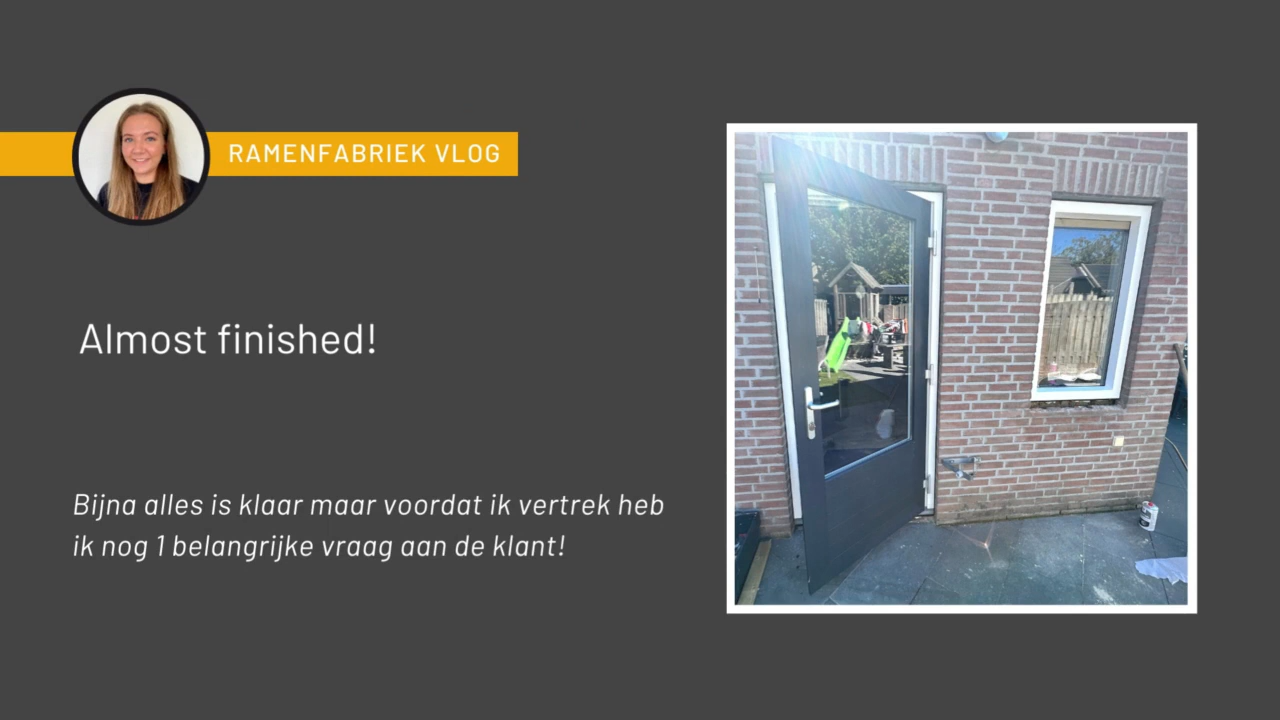 RAMENFABRIEK VLOG
Almost finished!
Bijna alles is klaar maar voordat ik vertrek heb
ik nog 1 belangrijke vraag aan de klant!